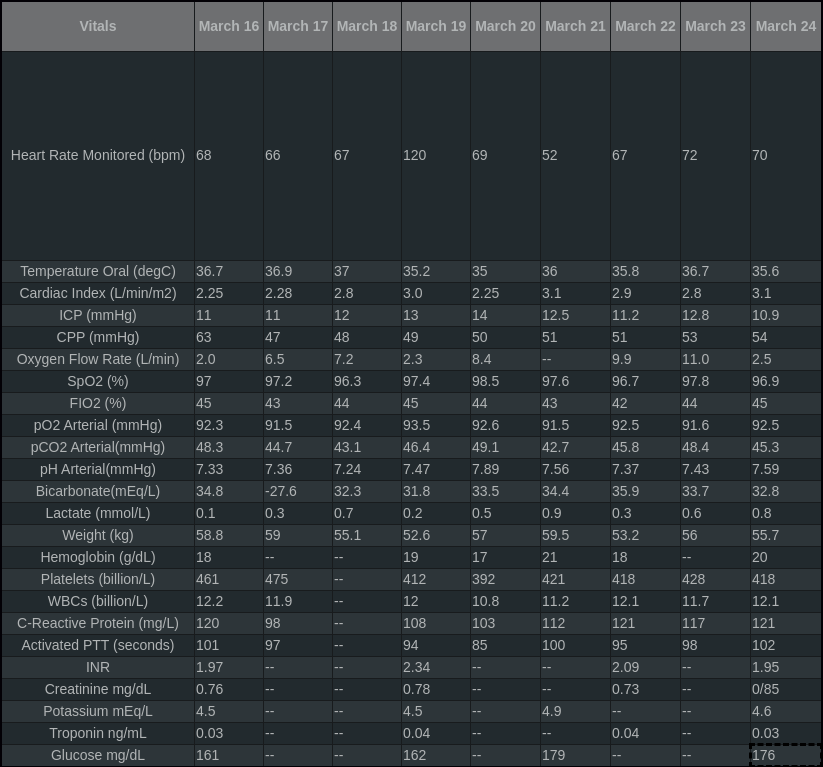 Vitals March 16 March 17 March 18 March 19 March 20 March 21 March 22 March 23 March 24
Heart Rate Monitored (bpm) 68 66 67 120 69 52 67 72 70
Temperature Oral (degC) 36.7 36.9 37 35.2 35 36 35.8 36.7 35.6
Cardiac Index (L/min/m2) 2.25 2.28 2.8 3.0 2.25 3.1 2.9 2.8 3.1
ICP (mmHg) 11 11 12 13 14 12.5 11.2 12.8 10.9
CPP (mmHg) 63 47 48 49 50 51 51 53 54
Oxygen Flow Rate (L/min) 2.0 6.5 7.2 2.3 8.4 -- 9.9 11.0 2.5
SpO2 (%) 97 97.2 96.3 97.4 98.5 97.6 96.7 97.8 96.9
FIO2 (%) 45 43 44 45 44 43 42 44 45
pO2 Arterial (mmHg) 92.3 91.5 92.4 93.5 92.6 91.5 92.5 91.6 92.5
pCO2 Arterial(mmHg) 48.3 44.7 43.1 46.4 49.1 42.7 45.8 48.4 45.3
pH Arterial(mmHg) 7.33 7.36 7.24 7.47 7.89 7.56 7.37 7.43 7.59
Bicarbonate(mEq/L) 34.8 -27.6 32.3 31.8 33.5 34.4 35.9 33.7 32.8
Lactate (mmol/L) 0.1 0.3 0.7 0.2 0.5 0.9 0.3 0.6 0.8
Weight (kg) 58.8 59 55.1 52.6 57 59.5 53.2 56 55.7
Hemoglobin (g/dL) 18 -- -- 19 17 21 18 -- 20
Platelets (billion/L) 461 475 -- 412 392 421 418 428 418
WBCs (billion/L) 12.2 11.9 -- 12 10.8 11.2 12.1 11.7 12.1
C-Reactive Protein (mg/L) 120 98 -- 108 103 112 121 117 121
Activated PTT (seconds) 101 97 -- 94 85 100 95 98 102
INR 1.97 -- -- 2.34 -- -- 2.09 -- 1.95
Creatinine mg/dL 0.76 -- -- 0.78 -- -- 0.73 -- 0/85
Potassium mEq/L 4.5 -- -- 4.5 -- 4.9 -- -- 4.6
Troponin ng/mL 0.03 -- -- 0.04 -- -- 0.04 -- 0.03
Glucose mg/dL 161 -- -- 162 -- 179 -- -- 176